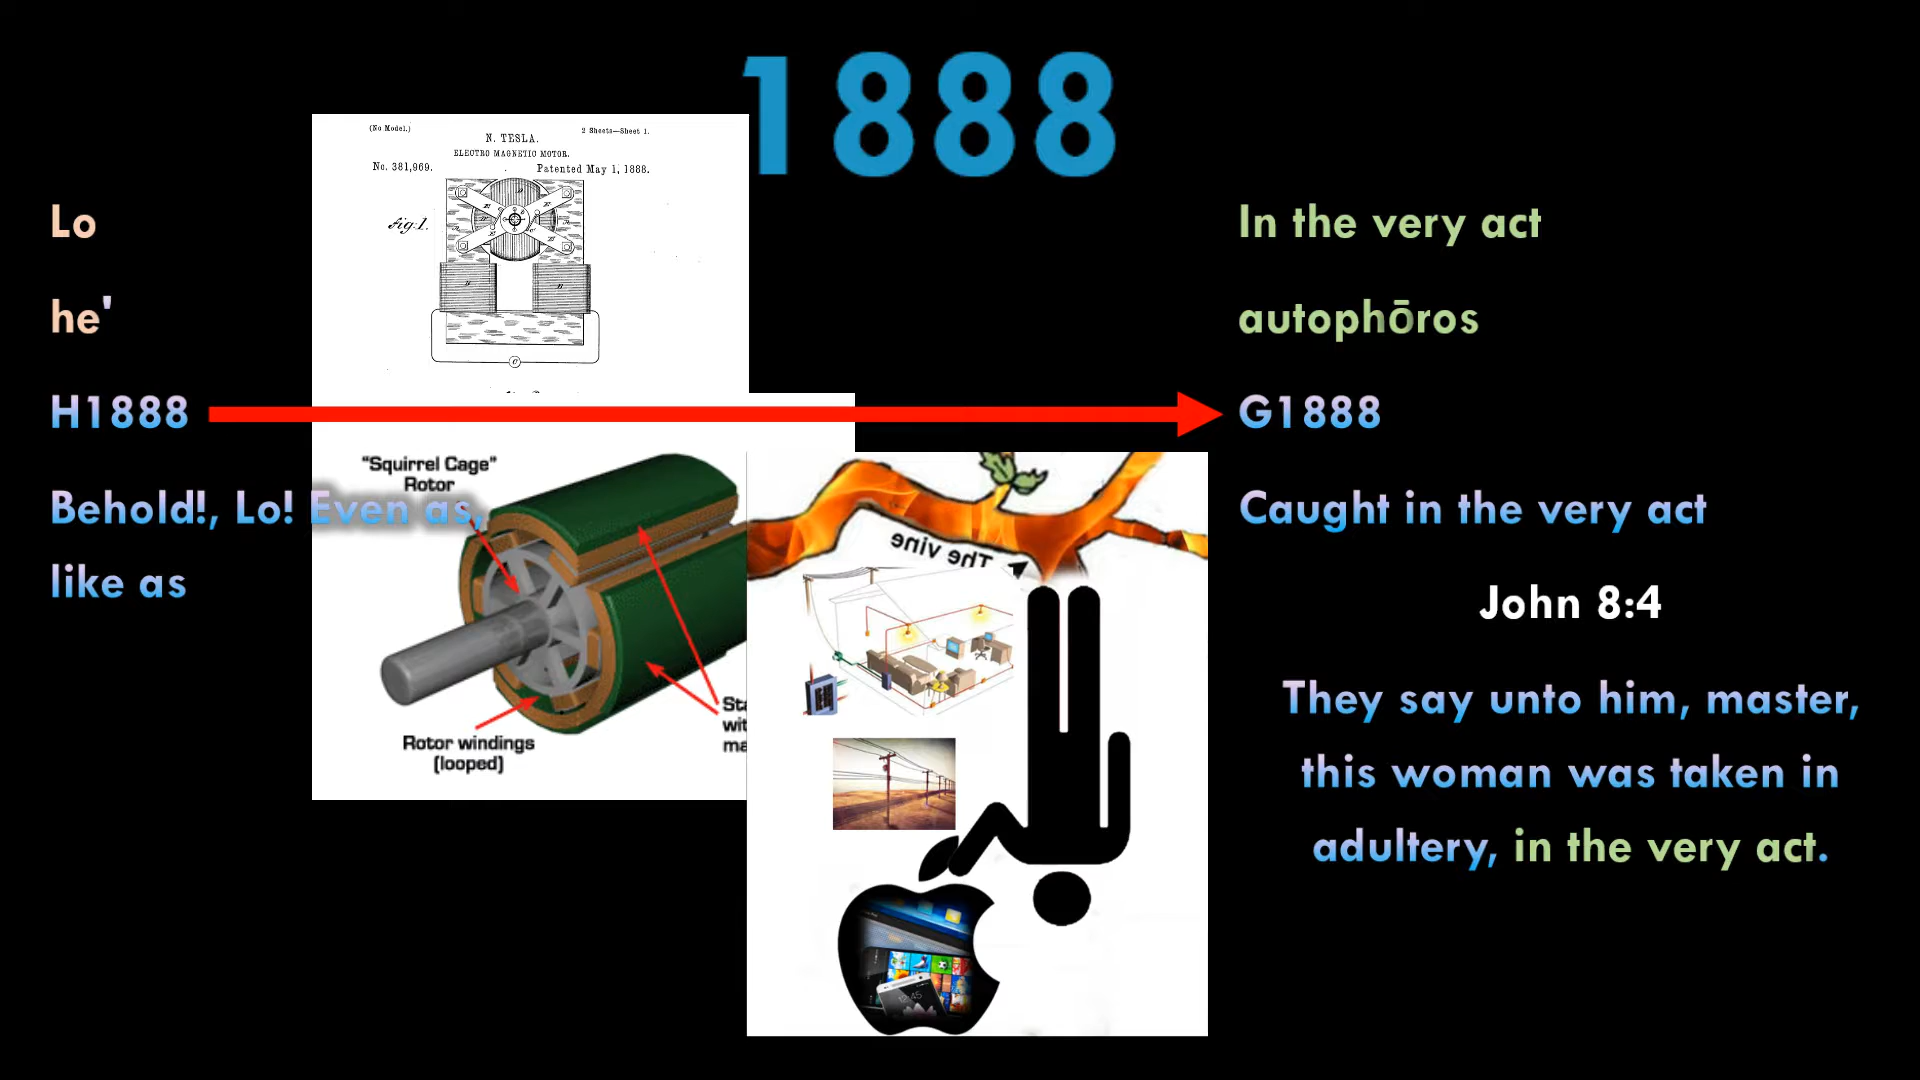 1888
(No Model.)
2 Sheets—Sheet 1.
N. TESLA.
ELECTRO MAGNETIC MOTOR.
No. 381,969.
Patented May 1, 1888.
fig.1.
Lo
he'
H1888
Behold!, Lo! Even as,
like as
"Squirrel Cage"
Rotor
Rotor windings
(looped)
Sta
wit
ma
The vine
In the very act
autophōros
G1888
Caught in the very act
John 8:4
They say unto him, master,
this woman was taken in
adultery, in the very act.